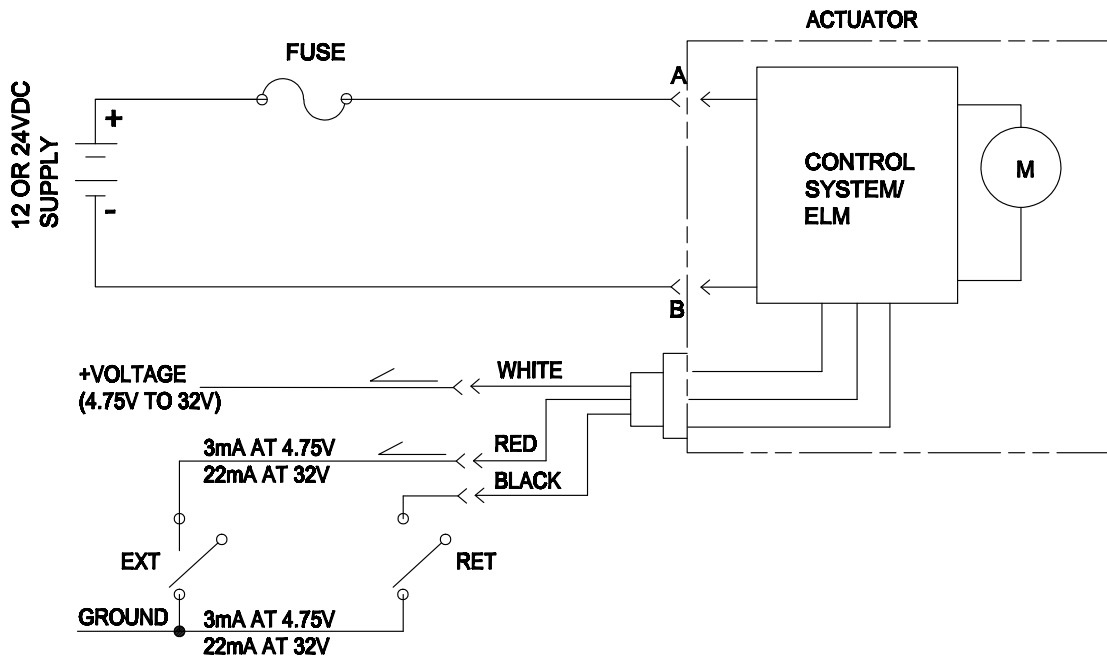 ACTUATOR
FUSE
A
12 OR 24VDC
SUPPLY
+
-
CONTROL
SYSTEM/
ELM
M
B
+VOLTAGE
(4.75V TO 32V)
WHITE
3mA AT 4.75V
22mA AT 32V
RED
BLACK
EXT
RET
GROUND
3mA AT 4.75V
22mA AT 32V